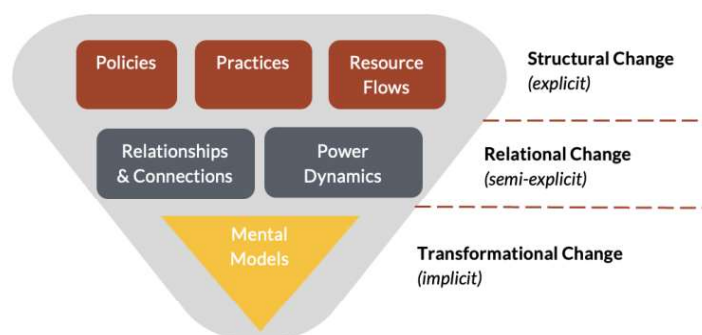 Policies
Practices
Resource
Flows
Structural Change
(explicit)
Relationships
& Connections
Power
Dynamics
Relational Change
(semi-explicit)
Mental
Models
Transformational Change
(implicit)